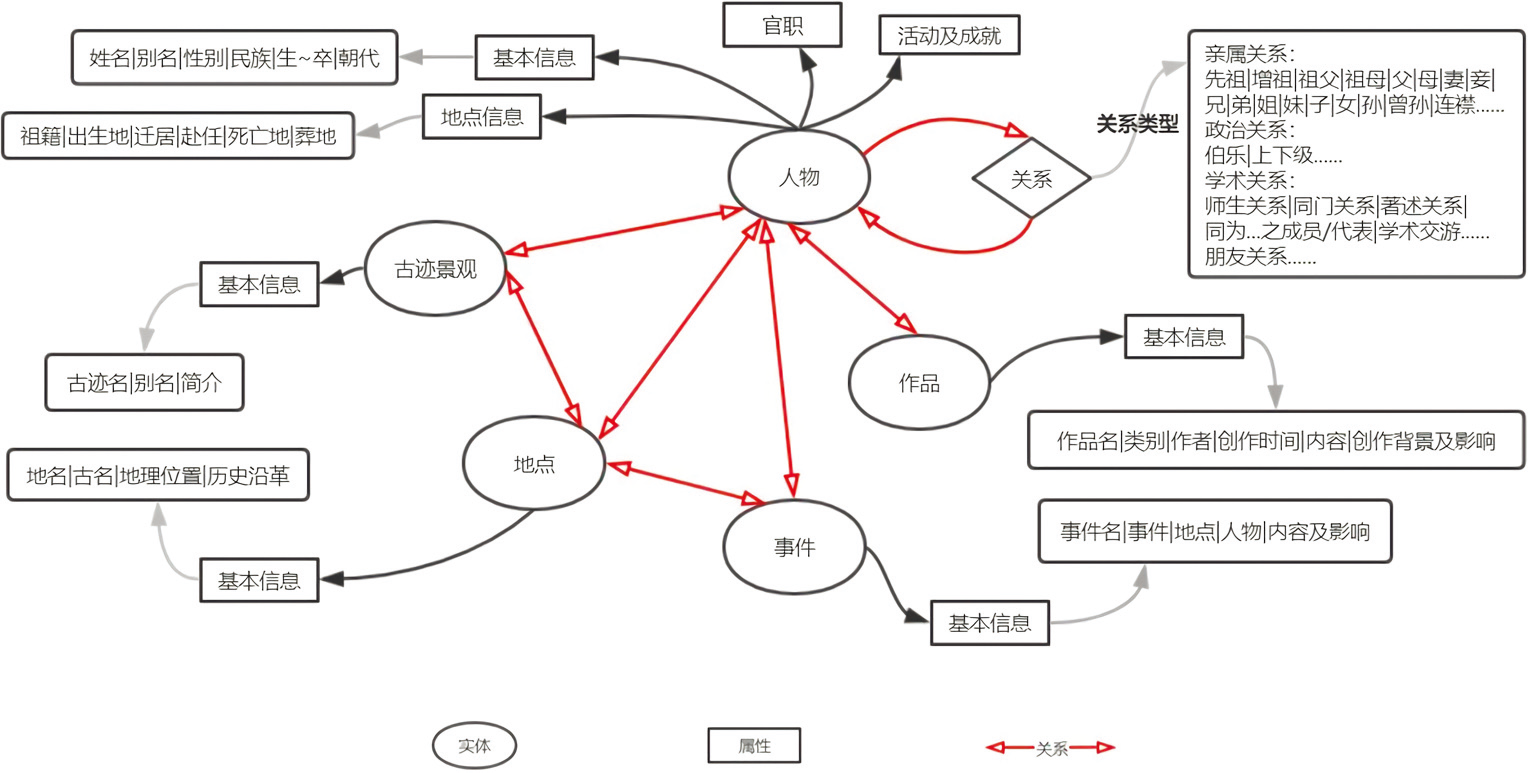 官职
活动及成就
姓名|别名|性别|民族|生~卒|朝代
基本信息
地点信息
祖籍|出生地|迁居|赴任|死亡地|葬地
人物
关系
关系类型
亲属关系：
先祖|增祖|祖父|祖母|父|母|妻|妾|
兄|弟|姐|妹|子|女|孙|曾孙|连襟......
政治关系：
伯乐|上下级......
学术关系：
师生关系|同门关系|著述关系|
同为...之成员/代表|学术交游......
朋友关系......
古迹景观
基本信息
古迹名|别名|简介
作品
基本信息
作品名|类别|作者|创作时间|内容|创作背景及影响
地点
地名|古名|地理位置|历史沿革
基本信息
事件
事件名|事件|地点|人物|内容及影响
基本信息
实体
属性
关系